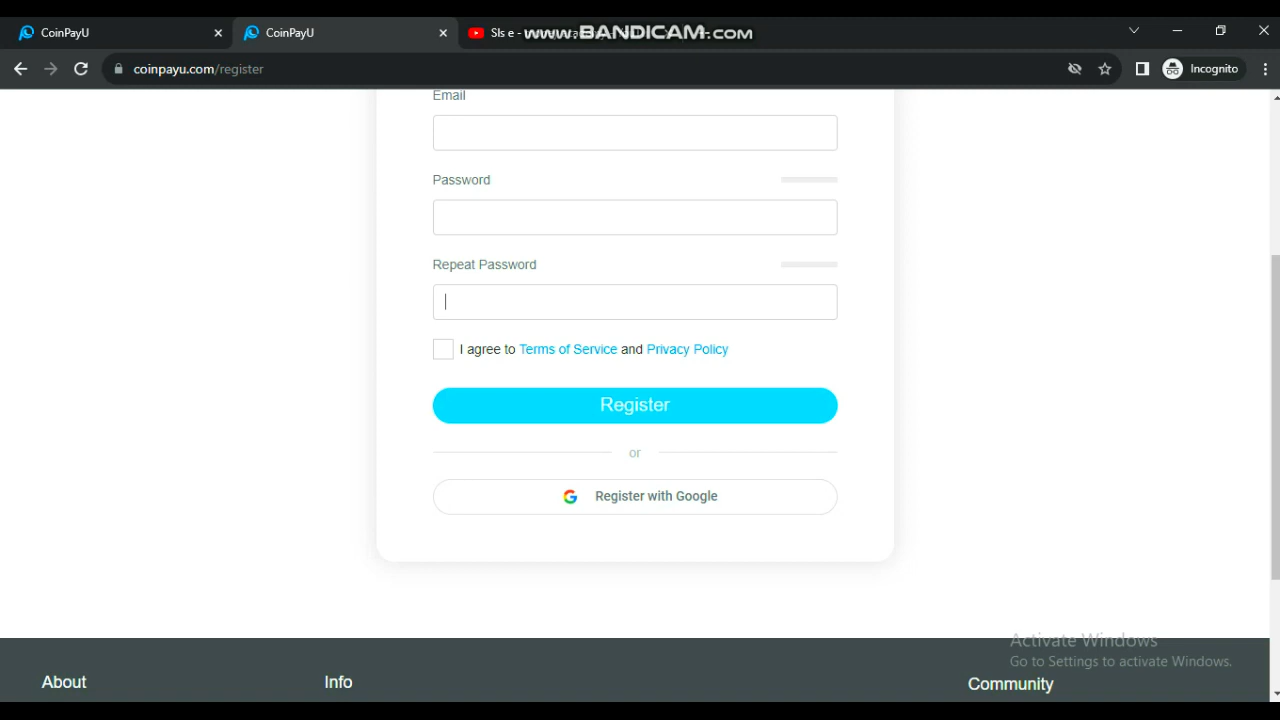 CoinPayU
CoinPayU
Sls e -
www.BANDICAM.com
coinpayu.com/register
Incognito
Email
Password
Repeat Password
I agree to Terms of Service and Privacy Policy
Register
or
Register with Google
Activate Windows
Go to Settings to activate Windows.
About
Info
Community